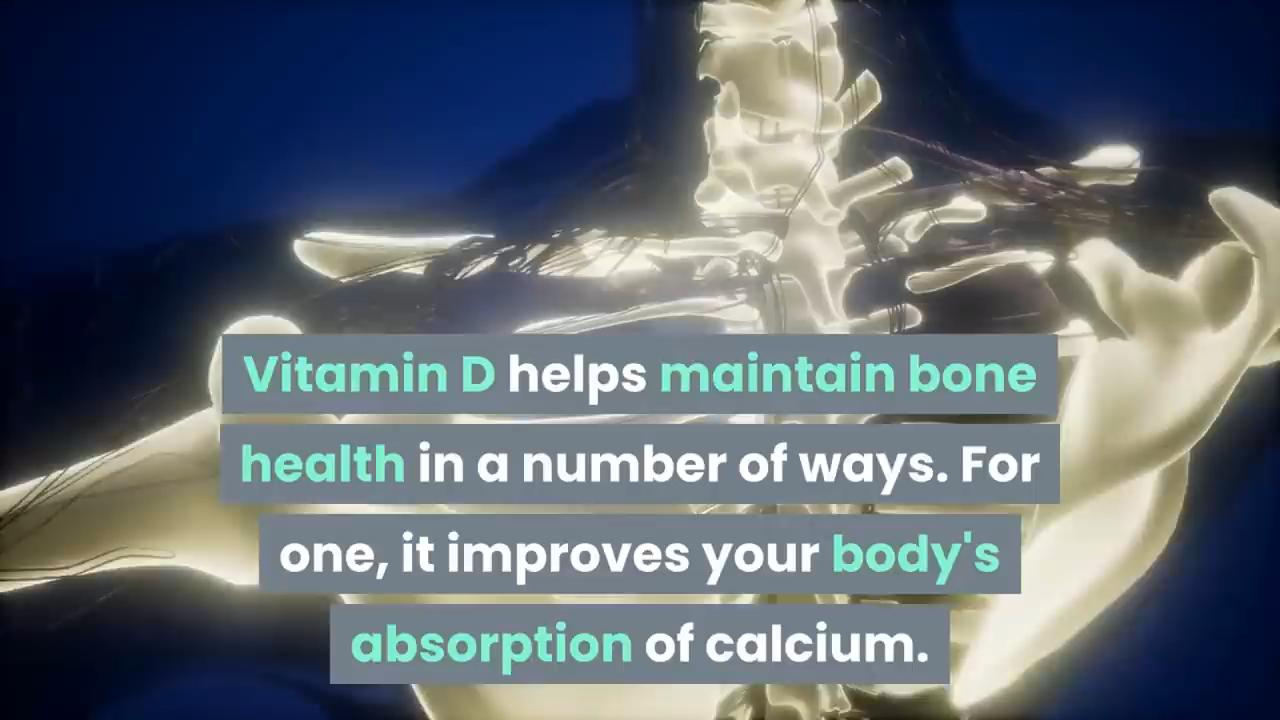 Vitamin D helps maintain bone
health in a number of ways. For
one, it improves your body's
absorption of calcium.